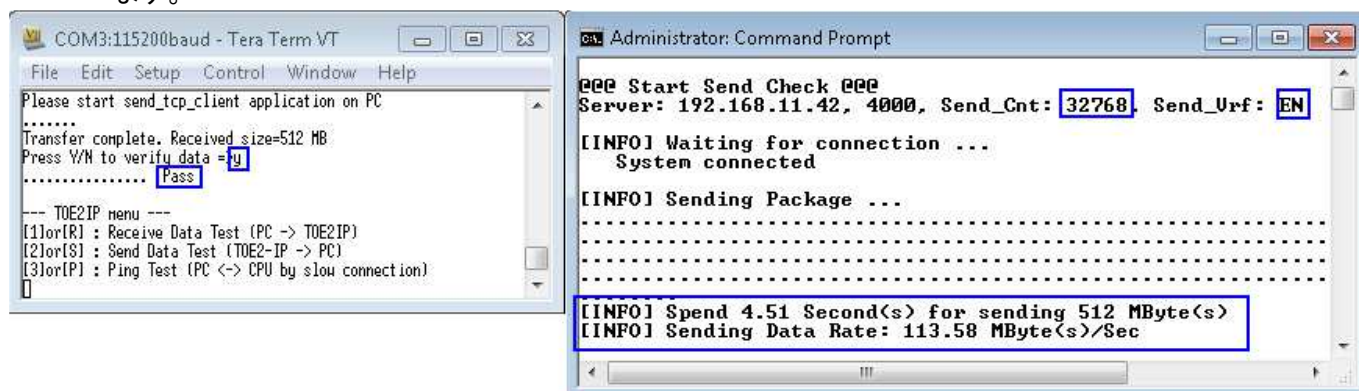 COM3:115200baud - Tera Term VT
File Edit Setup Control Window Help
Please start send_tcp_client application on PC
.......
Transfer complete. Received size=512 MB
Press Y/N to verify data =>y
................ Pass
--- TOE2IP menu ---
[1]or[R] : Receive Data Test (PC -> TOE2IP)
[2]or[S] : Send Data Test (TOE2-IP -> PC)
[3]or[P] : Ping Test (PC <-> CPU by slow connection)
Administrator: Command Prompt
@@@ Start Send Check @@@
Server: 192.168.11.42, 4000, Send_Cnt: 32768, Send_Vrf: EN
[INFO] Waiting for connection ...
System connected
[INFO] Sending Package ...
[INFO] Spend 4.51 Second(s) for sending 512 MByte(s)
[INFO] Sending Data Rate: 113.58 MByte(s)/Sec